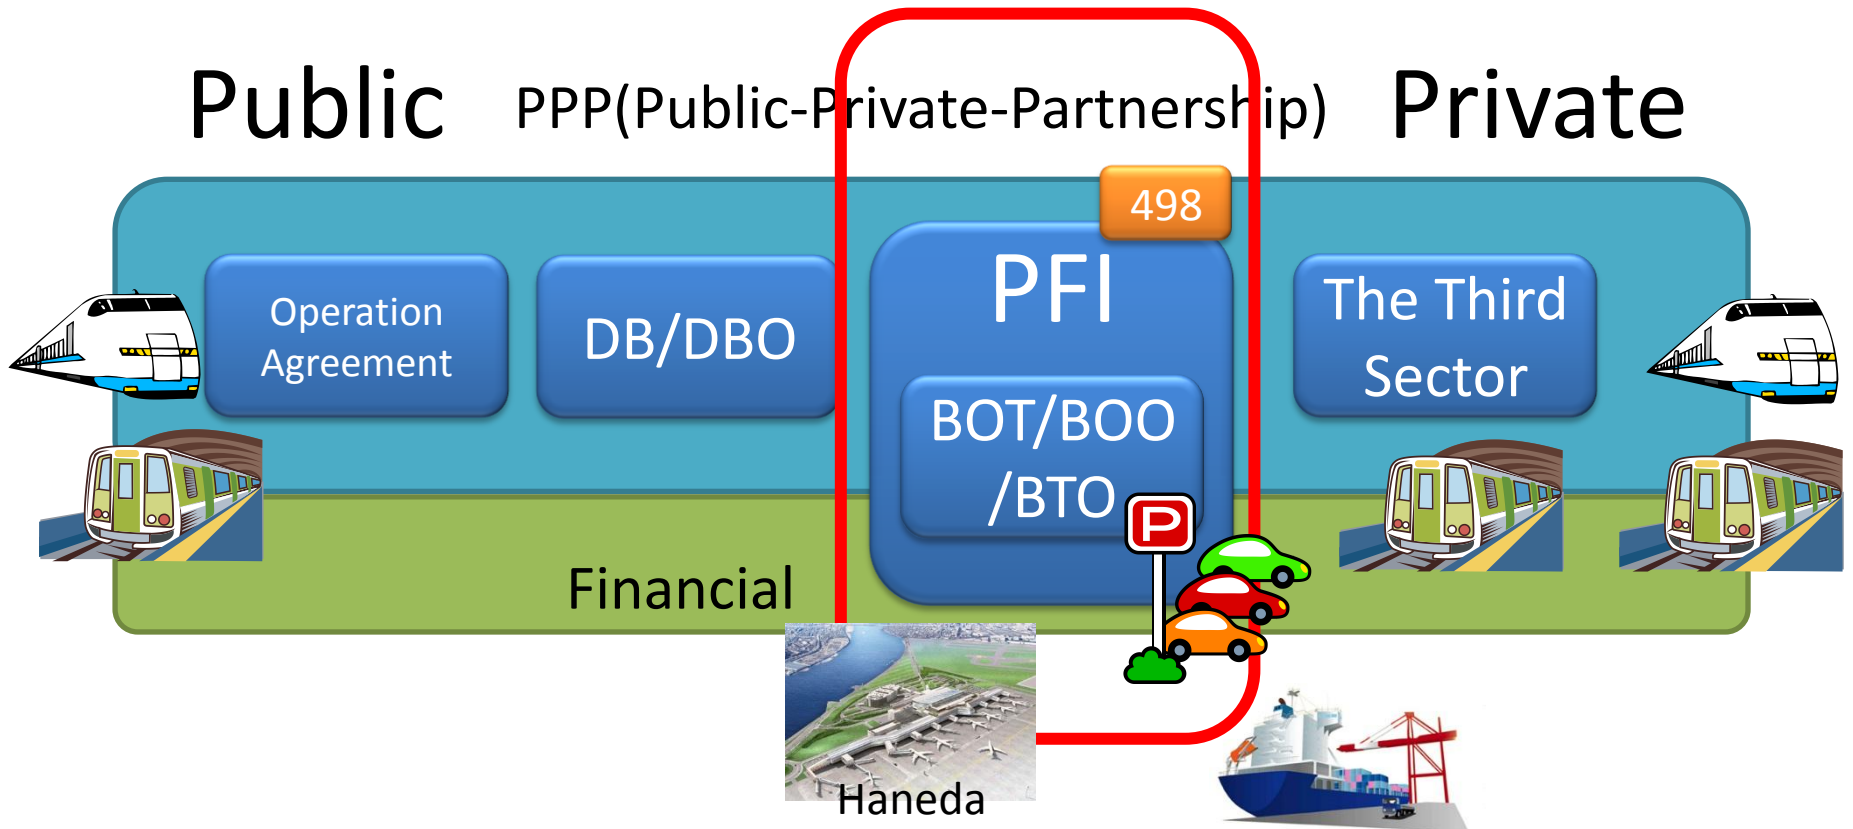 Public
PPP(Public-Private-Partnership)
Private
498
Operation
Agreement
DB/DBO
PFI
BOT/BOO
/BTO
The Third
Sector
P
Financial
Haneda